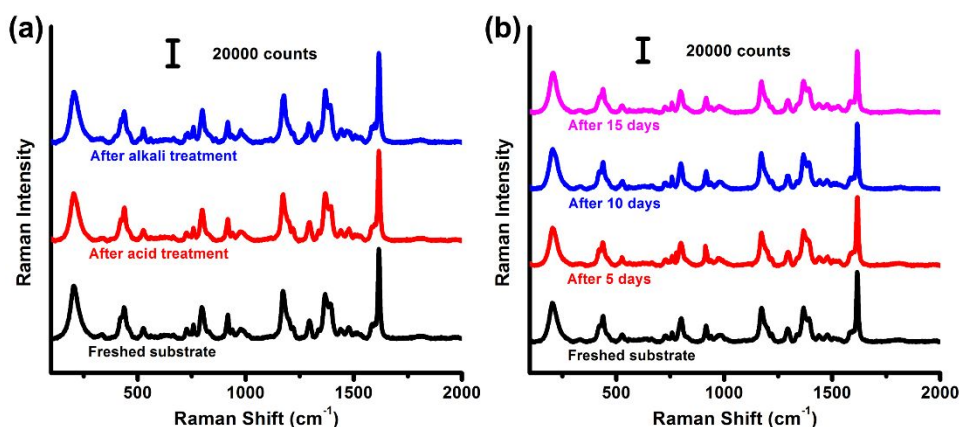 (a)
20000 counts
After alkali treatment
After acid treatment
Freshed substrate
Raman Intensity
500
1000
1500
2000
Raman Shift (cm⁻¹)
(b)
20000 counts
After 15 days
After 10 days
After 5 days
Freshed substrate
Raman Intensity
500
1000
1500
2000
Raman Shift (cm⁻¹)